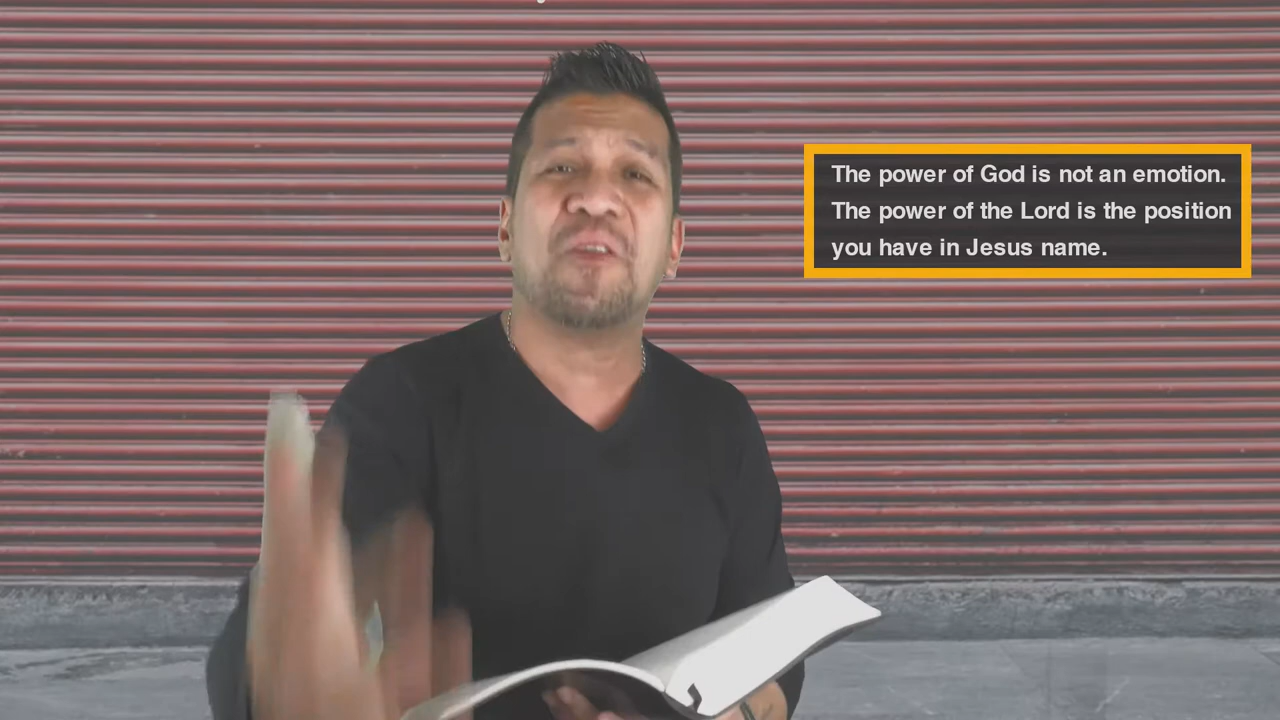 The power of God is not an emotion.
The power of the Lord is the position
you have in Jesus name.